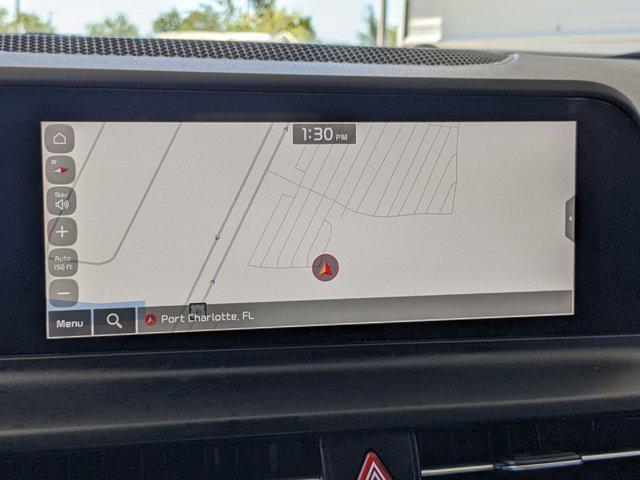 1:30 PM
W
Nav
+
Auto
150 ft
−
Menu
Port Charlotte, FL